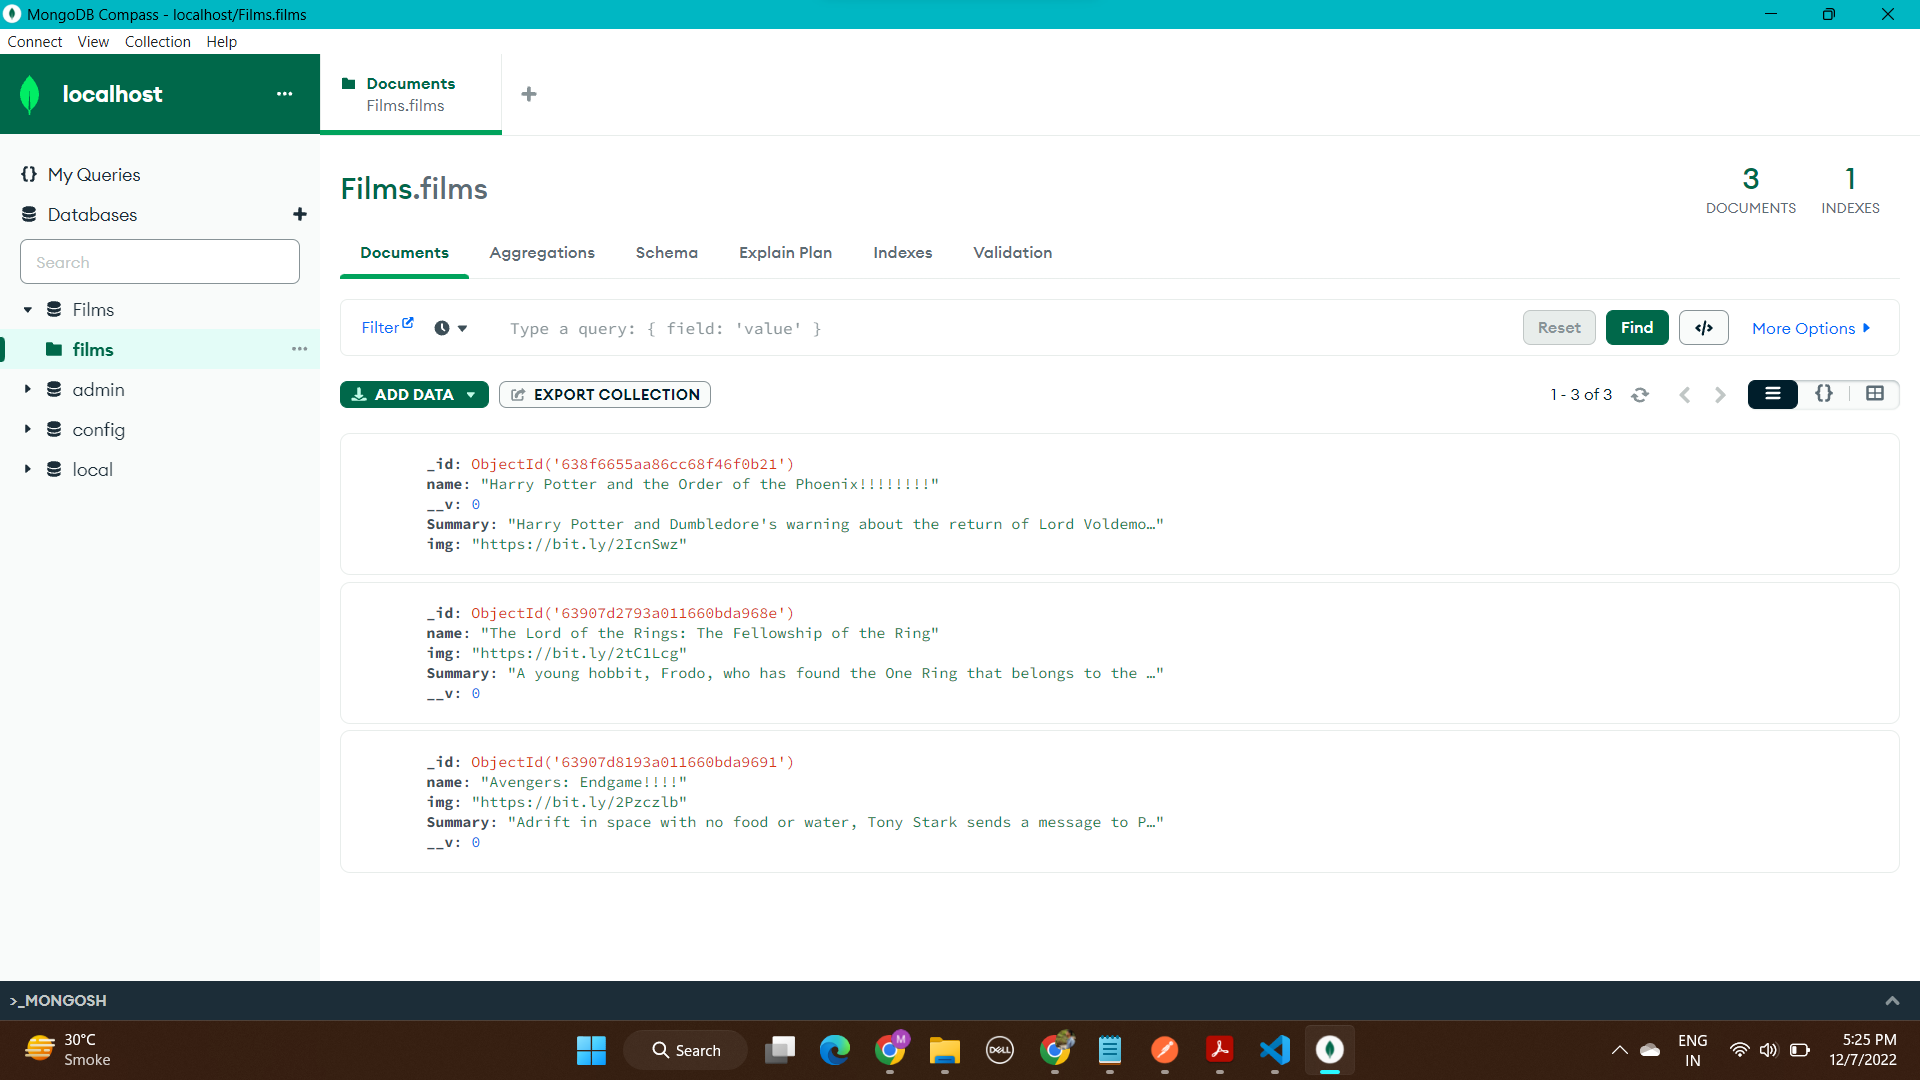 MongoDB Compass - localhost/Films.films
Connect View Collection Help
localhost
Documents
Films.films
My Queries
Databases
Search
Films
films
admin
config
local
Films.films
3
DOCUMENTS
1
INDEXES
Documents Aggregations Schema Explain Plan Indexes Validation
Filter Type a query: { field: 'value' } Reset Find </> More Options
ADD DATA EXPORT COLLECTION 1 - 3 of 3 {}
_id: ObjectId('638f6655aa86cc68f46f0b21')
name: "Harry Potter and the Order of the Phoenix!!!!!!!!"
__v: 0
Summary: "Harry Potter and Dumbledore's warning about the return of Lord Voldemo…"
img: "https://bit.ly/2IcnSwz"
_id: ObjectId('63907d2793a011660bda968e')
name: "The Lord of the Rings: The Fellowship of the Ring"
img: "https://bit.ly/2tC1Lcg"
Summary: "A young hobbit, Frodo, who has found the One Ring that belongs to the …"
__v: 0
_id: ObjectId('63907d8193a011660bda9691')
name: "Avengers: Endgame!!!!"
img: "https://bit.ly/2Pzczlb"
Summary: "Adrift in space with no food or water, Tony Stark sends a message to P…"
__v: 0
>_MONGOSH
30°C
Smoke
Search
M
DELL
ENG
IN
5:25 PM
12/7/2022